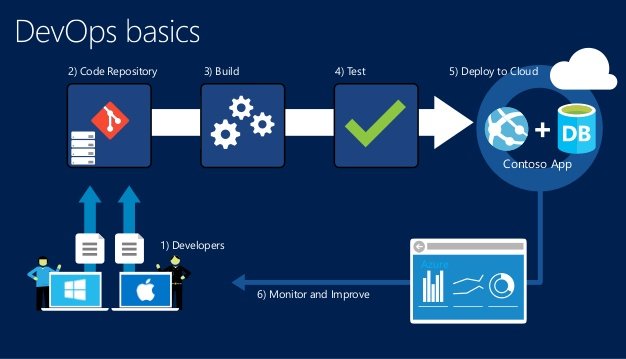 DevOps basics
2) Code Repository
3) Build
4) Test
5) Deploy to Cloud
+
DB
Contoso App
1) Developers
Azure
6) Monitor and Improve